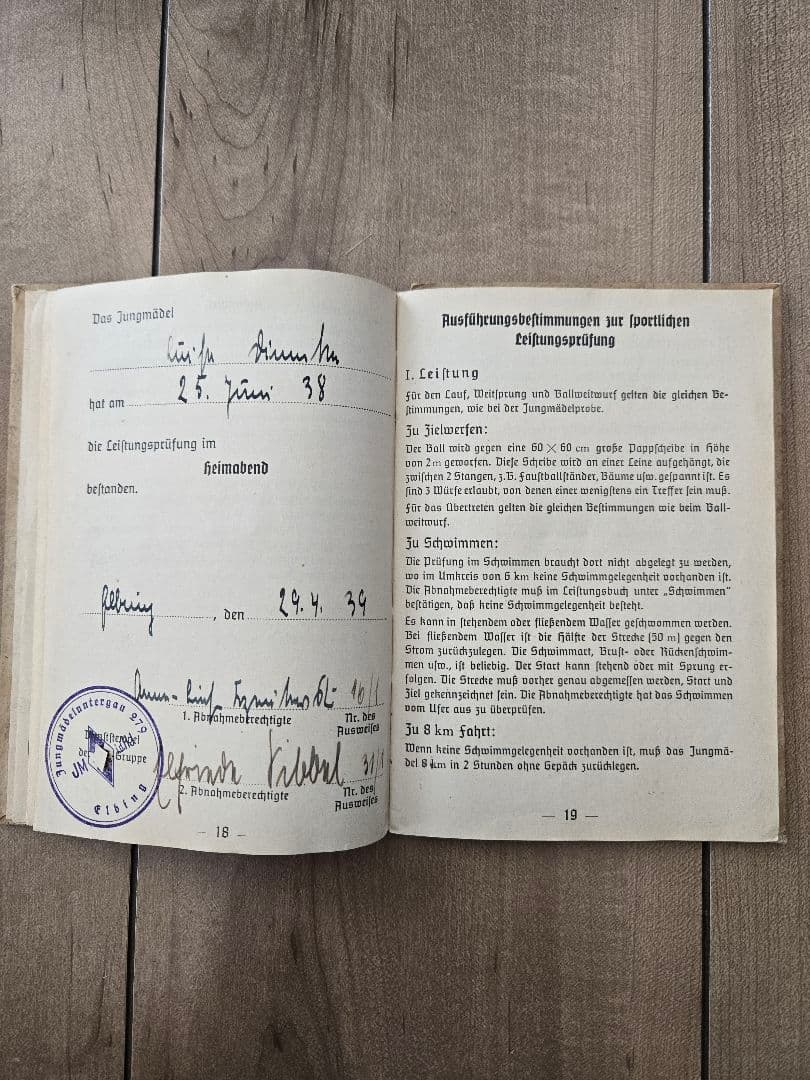 Das Jungmädel
Luise
hat am 25. Juni 38
die Leistungsprüfung im
Heimabend
bestanden.
Elbing, den 29. 4. 39
16/1
1. Abnahmeberechtigte Nr. des Ausweises
Elfriede 31/1
2. Abnahmeberechtigte Nr. des Ausweises
Jungmädeluntergau 279
JM
Elbing
Dienstsiegel
der Gruppe
— 18 —
Ausführungsbestimmungen zur sportlichen
Leistungsprüfung
I. Leistung
Für den Lauf, Weitsprung und Ballweitwurf gelten die gleichen Be-
stimmungen, wie bei der Jungmädelprobe.
Zu Zielwerfen:
Der Ball wird gegen eine 60 × 60 cm große Pappscheibe in Höhe
von 2 m geworfen. Diese Scheibe wird an einer Leine aufgehängt, die
zwischen 2 Stangen, z.B. Faustballständer, Bäume usw. gespannt ist. Es
sind 3 Würfe erlaubt, von denen einer wenigstens ein Treffer sein muß.
Für das Übertreten gelten die gleichen Bestimmungen wie beim Ball-
weitwurf.
Zu Schwimmen:
Die Prüfung im Schwimmen braucht dort nicht abgelegt zu werden,
wo im Umkreis von 6 km keine Schwimmgelegenheit vorhanden ist.
Die Abnahmeberechtigte muß im Leistungsbuch unter „Schwimmen“
bestätigen, daß keine Schwimmgelegenheit besteht.
Es kann in stehendem oder fließendem Wasser geschwommen werden.
Bei fließendem Wasser ist die Hälfte der Strecke (50 m) gegen den
Strom zurückzulegen. Die Schwimmart, Brust- oder Rückenschwim-
men usw., ist beliebig. Der Start kann stehend oder mit Sprung er-
folgen. Die Strecke muß vorher genau abgemessen werden, Start und
Ziel gekennzeichnet sein. Die Abnahmeberechtigte hat das Schwimmen
vom Ufer aus zu überprüfen.
Zu 8 km Fahrt:
Wenn keine Schwimmgelegenheit vorhanden ist, muß das Jungmä-
del 8 km in 2 Stunden ohne Gepäck zurücklegen.
— 19 —